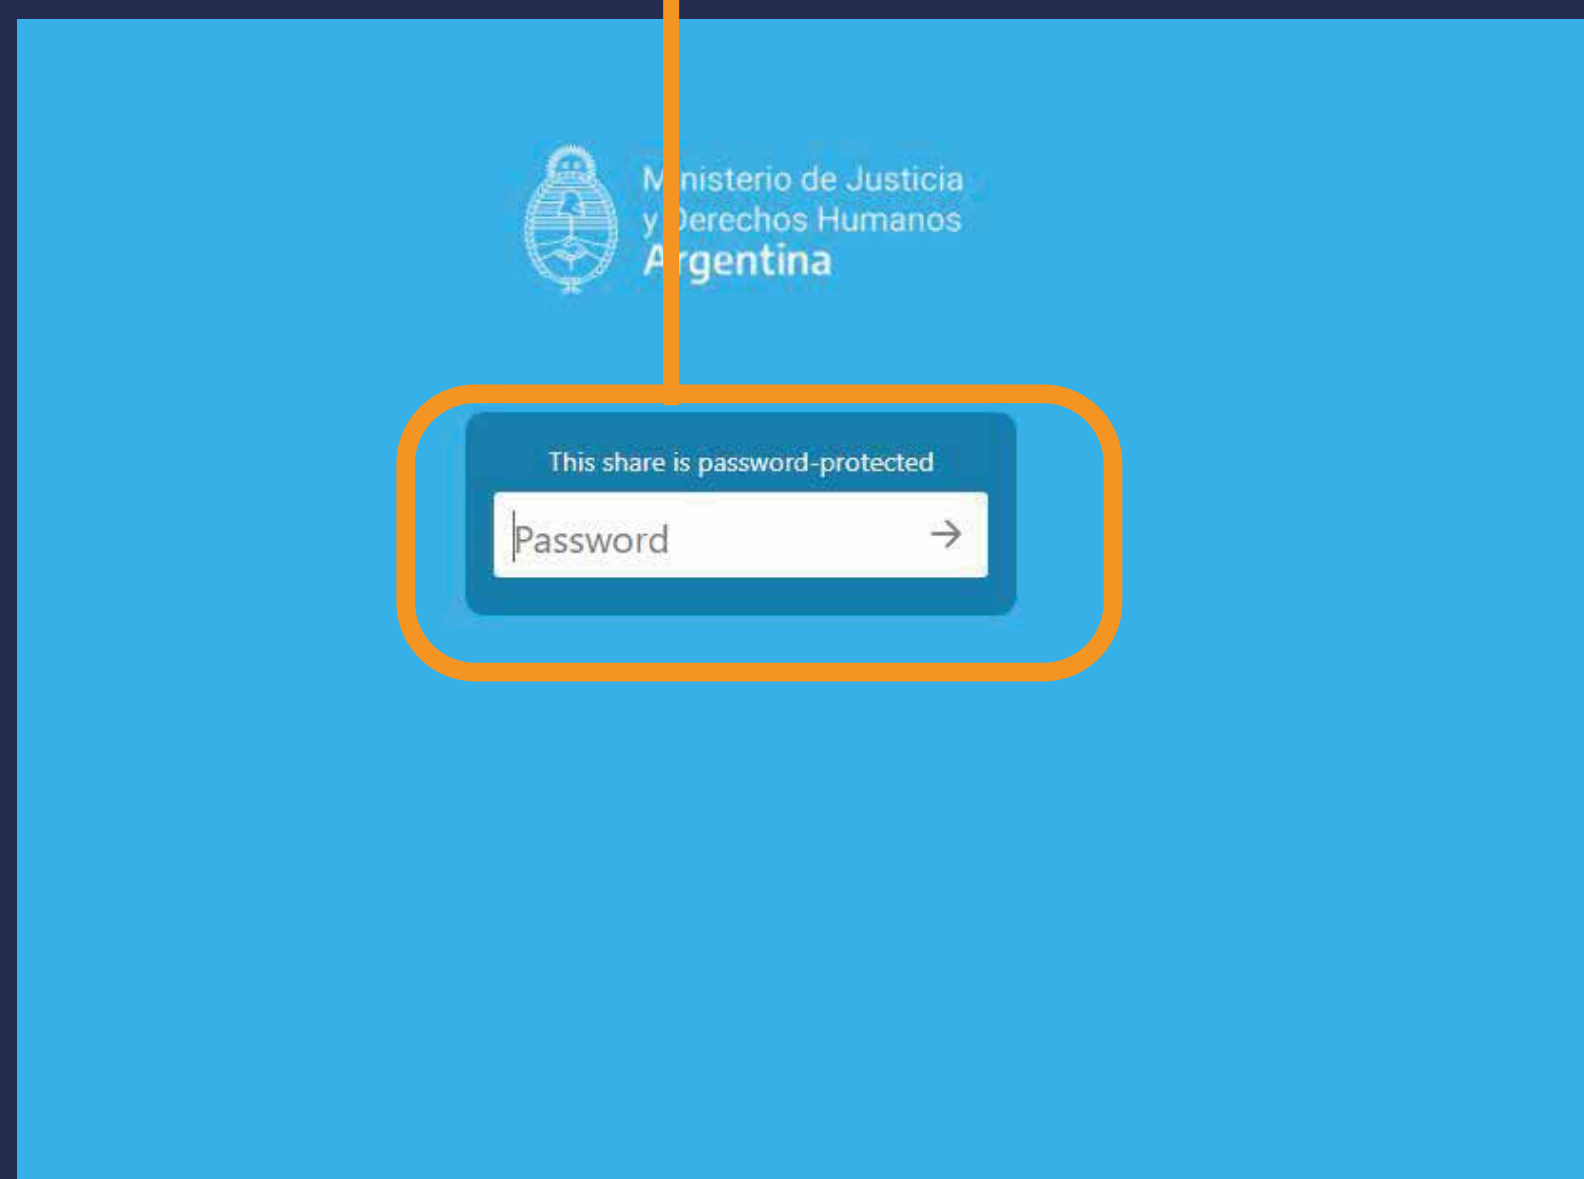 Ministerio de Justicia
y Derechos Humanos
Argentina
This share is password-protected
Password